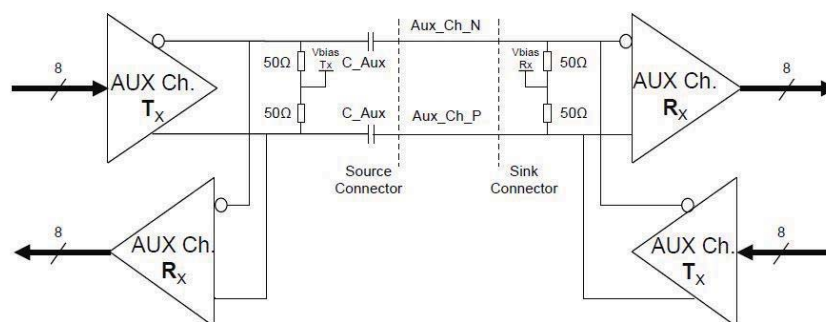 Aux_Ch_N
8
AUX Ch.
TX
50Ω
Vbias
Tx
C_Aux
50Ω
C_Aux
Aux_Ch_P
Vbias
Rx
50Ω
50Ω
AUX Ch.
RX
8
Source
Connector
Sink
Connector
8
AUX Ch.
RX
AUX Ch.
TX
8